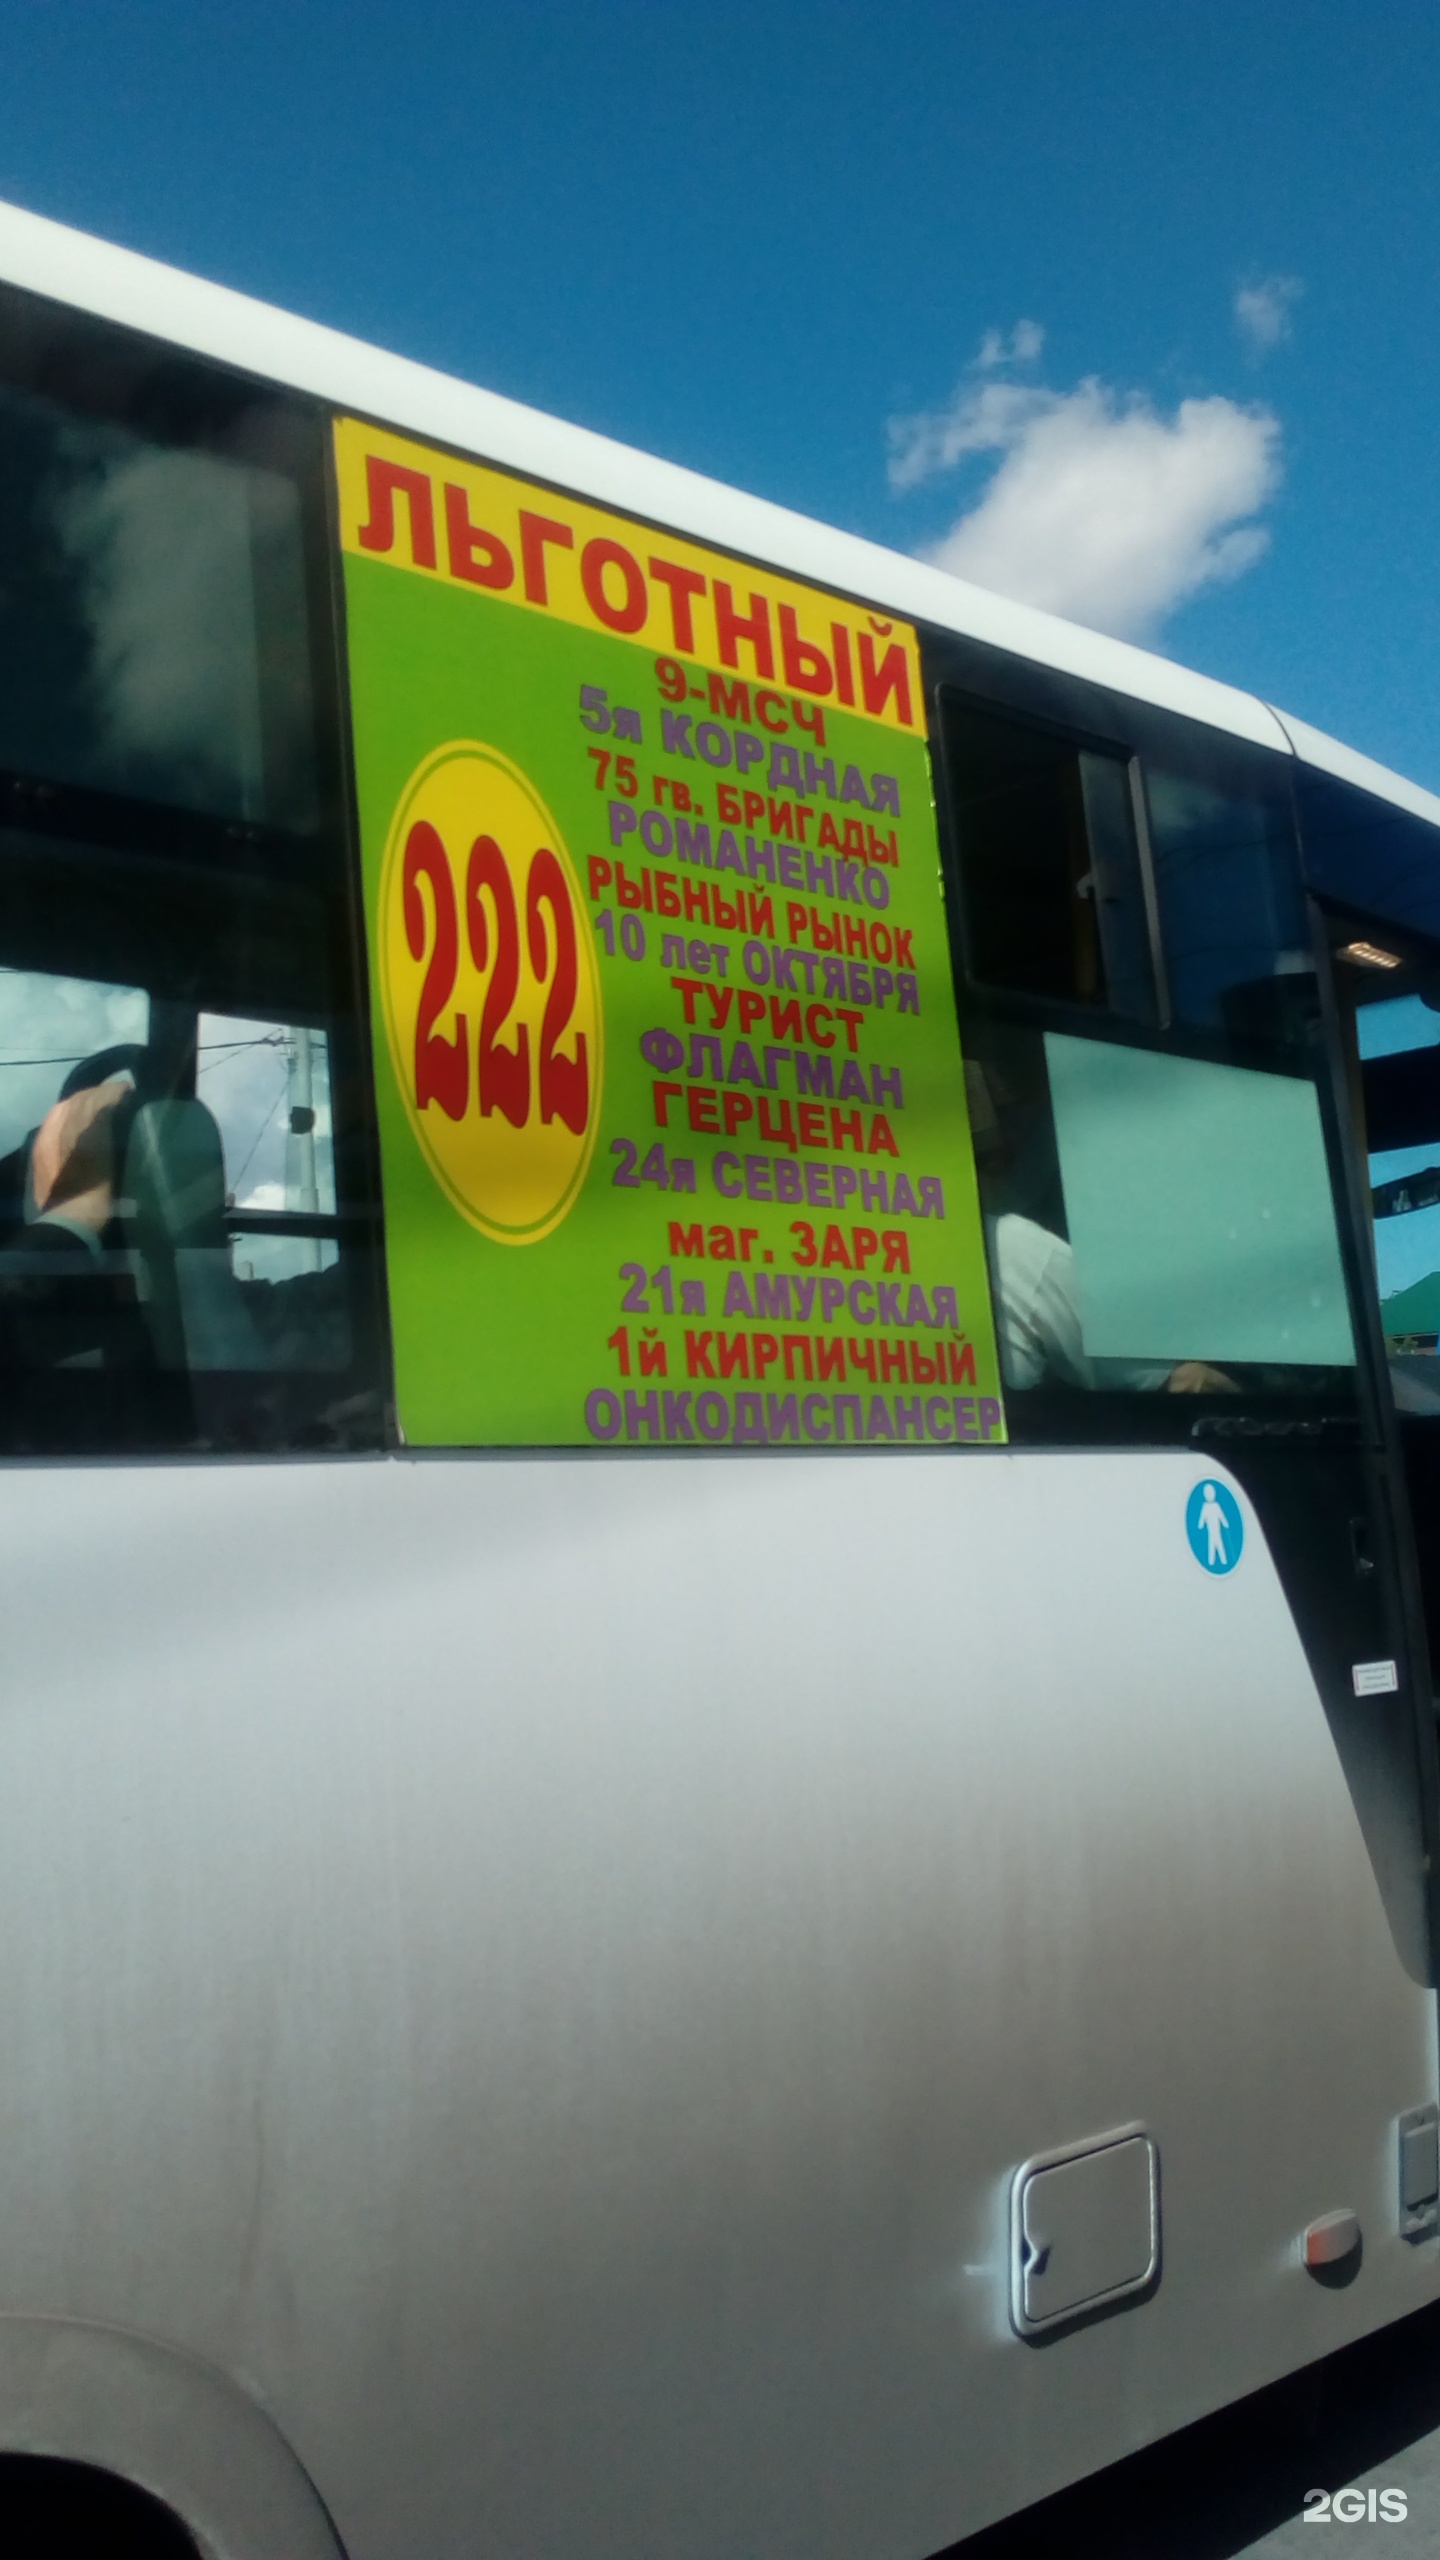 ЛЬГОТНЫЙ
222
9-МСЧ
5я КОРДНАЯ
75 гв. БРИГАДЫ
РОМАНЕНКО
РЫБНЫЙ РЫНОК
10 лет ОКТЯБРЯ
ТУРИСТ
ФЛАГМАН
ГЕРЦЕНА
24я СЕВЕРНАЯ
маг. ЗАРЯ
21я АМУРСКАЯ
1й КИРПИЧНЫЙ
ОНКОДИСПАНСЕР
2GIS